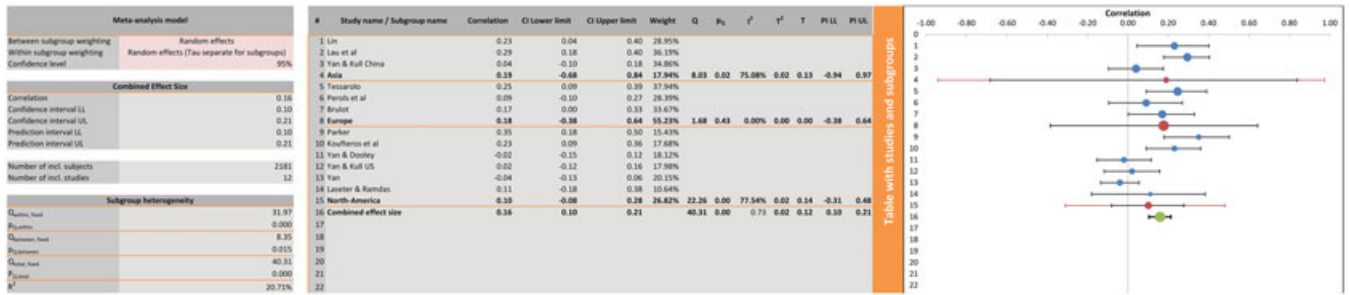 Meta-analysis model
Between subgroup weighting Random effects
Within subgroup weighting Random effects (Tau separate for subgroups)
Confidence level 95%
Combined Effect Size
Correlation 0.16
Confidence interval LL 0.10
Confidence interval UL 0.21
Prediction interval LL 0.10
Prediction interval UL 0.21
Number of incl. subjects 2181
Number of incl. studies 12
Subgroup heterogeneity
Qwithin, fixed 31.97
pQ,within 0.000
Qbetween, fixed 8.35
pQ,between 0.015
Qtotal, fixed 40.31
PQ,total 0.000
R² 20.71%
# Study name / Subgroup name Correlation CI Lower limit CI Upper limit Weight Q pQ I² T² T PI LL PI UL
1 Lin 0.23 0.04 0.40 28.95%
2 Lau et al 0.29 0.18 0.40 36.19%
3 Yan & Kull China 0.04 -0.10 0.18 34.86%
4 Asia 0.19 -0.68 0.84 17.94% 8.03 0.02 75.08% 0.02 0.13 -0.94 0.97
5 Tessarolo 0.25 0.09 0.39 37.94%
6 Perols et al 0.09 -0.10 0.27 28.39%
7 Brulot 0.17 0.00 0.33 33.67%
8 Europe 0.18 -0.38 0.64 55.23% 1.68 0.43 0.00% 0.00 0.00 -0.38 0.64
9 Parker 0.35 0.18 0.50 15.43%
10 Koufteros et al 0.23 0.09 0.36 17.68%
11 Yan & Dooley -0.02 -0.15 0.12 18.12%
12 Yan & Kull US 0.02 -0.12 0.16 17.98%
13 Yan -0.04 -0.13 0.06 20.15%
14 Laseter & Ramdas 0.11 -0.18 0.38 10.64%
15 North-America 0.10 -0.08 0.28 26.82% 22.26 0.00 77.54% 0.02 0.14 -0.31 0.48
16 Combined effect size 0.16 0.10 0.21 40.31 0.00 0.73 0.02 0.12 0.10 0.21
17
18
19
20
21
22
Table with studies and subgroups
Correlation
-1.00 -0.80 -0.60 -0.40 -0.20 0.00 0.20 0.40 0.60 0.80 1.00
0
1
2
3
4
5
6
7
8
9
10
11
12
13
14
15
16
17
18
19
20
21
22